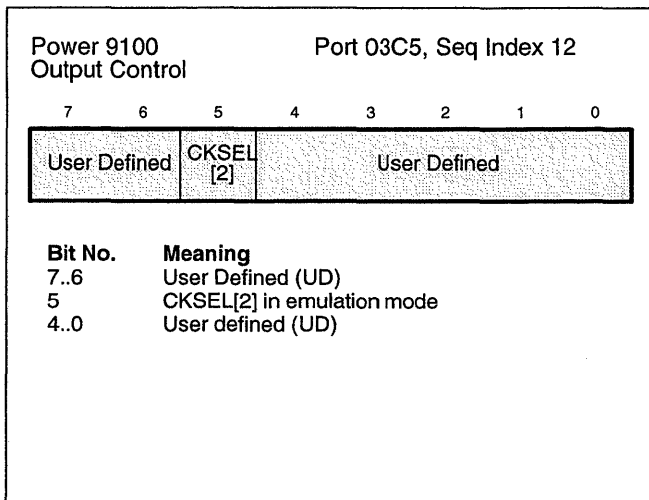 Power 9100 Port 03C5, Seq Index 12
Output Control
7 6 5 4 3 2 1 0
User Defined CKSEL [2] User Defined
Bit No. Meaning
7..6 User Defined (UD)
5 CKSEL[2] in emulation mode
4..0 User defined (UD)